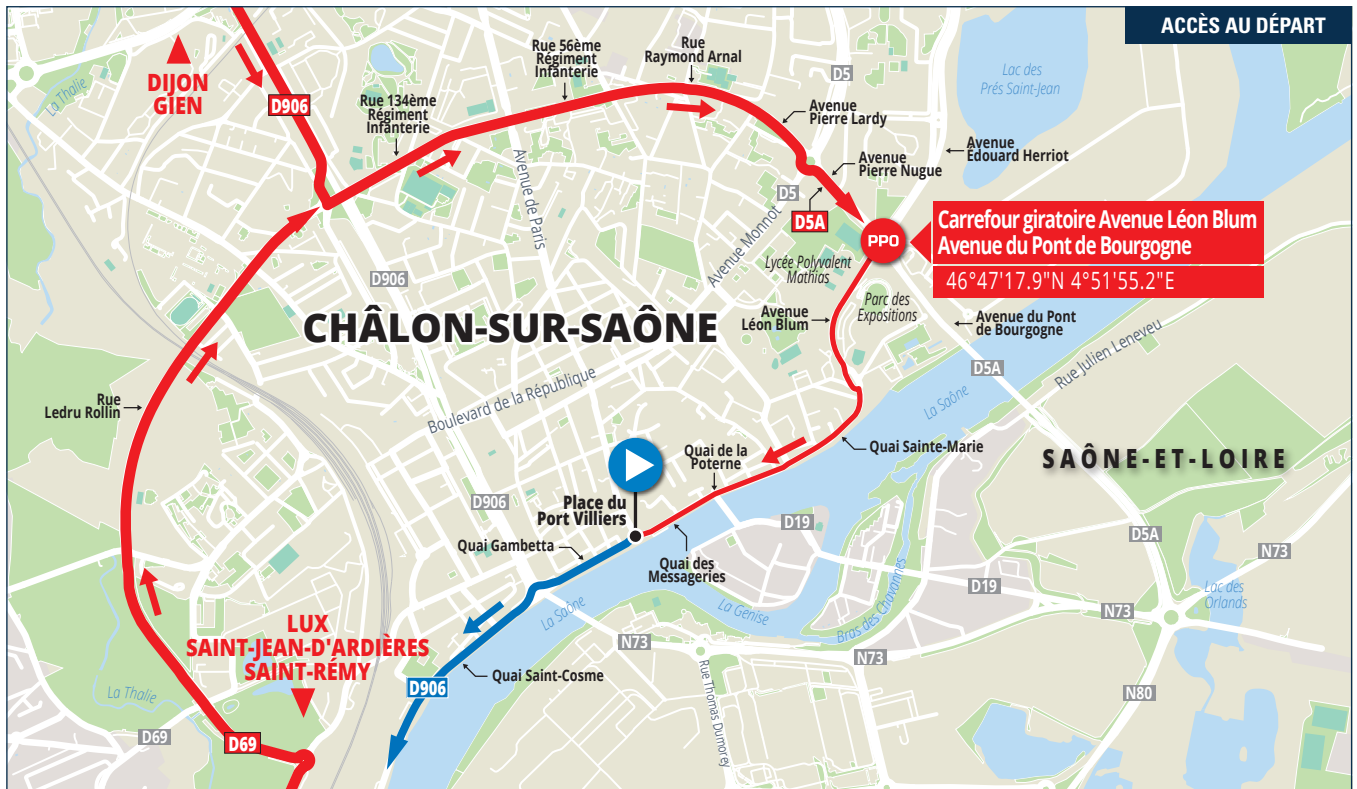 ACCÈS AU DÉPART
DIJON
GIEN
La Thalie
D906
Rue 134ème
Régiment
Infanterie
Rue 56ème
Régiment
Infanterie
Rue
Raymond Arnal
D5
Lac des
Prés Saint-Jean
Avenue
Pierre Lardy
Avenue
Édouard Herriot
Avenue
Pierre Nugue
Avenue de Paris
D5
D5A
Avenue Monnot
PPO
Carrefour giratoire Avenue Léon Blum
Avenue du Pont de Bourgogne
46°47'17.9"N 4°51'55.2"E
Lycée Polyvalent
Mathias
D906
Parc des
Expositions
Avenue
Léon Blum
Avenue du Pont
de Bourgogne
CHÂLON-SUR-SAÔNE
Rue Julien Leneveu
D5A
Rue
Ledru Rollin
Boulevard de la République
La Saône
Quai de la
Poterne
Quai Sainte-Marie
SAÔNE-ET-LOIRE
D906
Place du
Port Villiers
D19
D5A
Quai Gambetta
N73
Quai des
Messageries
D19
Lac des
Orlands
La Génise
Bras des Chavannes
N73
La Saône
LUX
SAINT-JEAN-D'ARDIÈRES
SAINT-RÉMY
N73
N73
Quai Saint-Cosme
D906
Rue Thomas Dumorey
N80
La Thalie
D69
D69